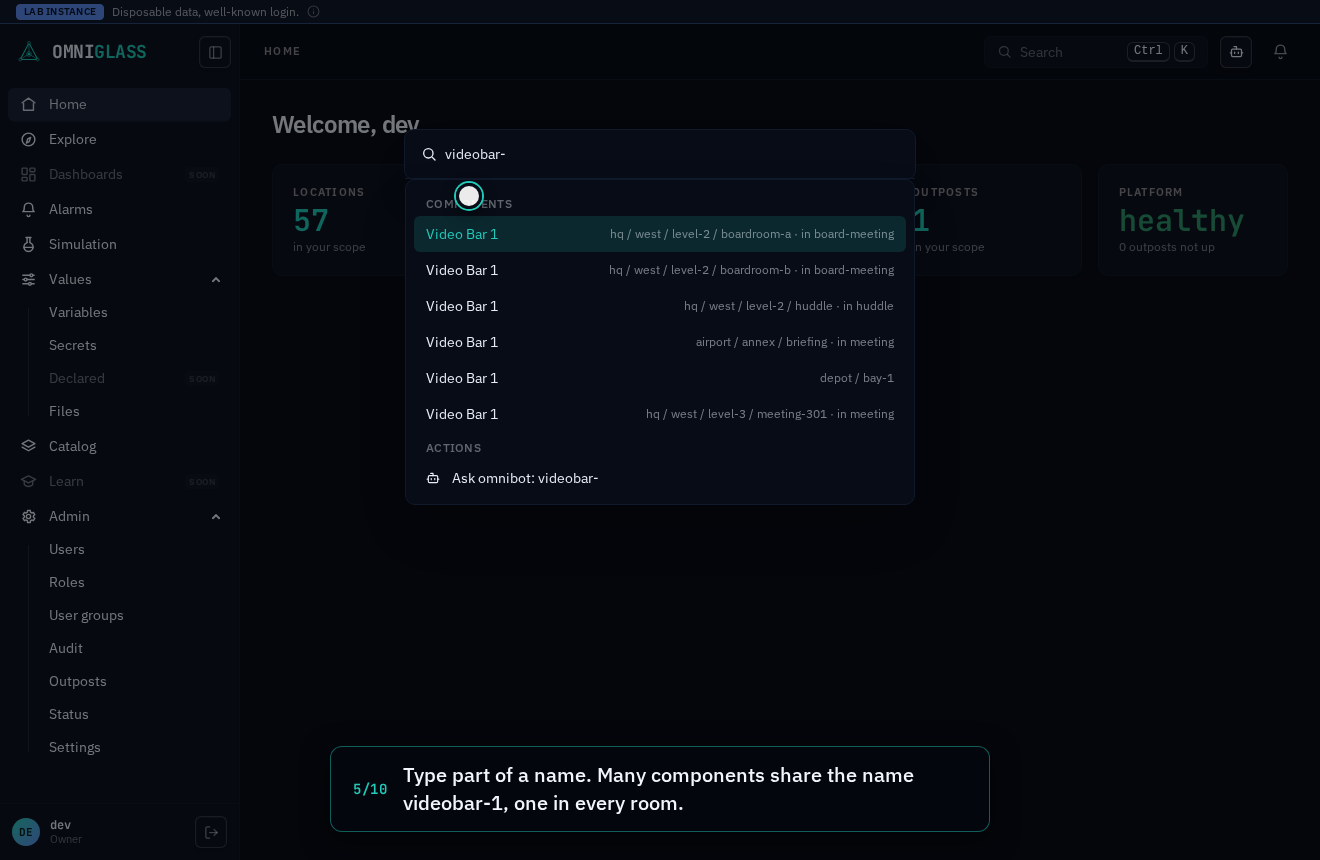 LAB INSTANCE Disposable data, well-known login.
OMNIGLASS
HOME
Search Ctrl K
Home
Explore
Dashboards SOON
Alarms
Simulation
Values
Variables
Secrets
Declared SOON
Files
Catalog
Learn SOON
Admin
Users
Roles
User groups
Audit
Outposts
Status
Settings
DE dev
Owner
Welcome, dev
LOCATIONS
57
in your scope
OUTPOSTS
1
in your scope
PLATFORM
healthy
0 outposts not up
videobar-
Video Bar 1 hq / west / level-2 / boardroom-a · in board-meeting
Video Bar 1 hq / west / level-2 / boardroom-b · in board-meeting
Video Bar 1 hq / west / level-2 / huddle · in huddle
Video Bar 1 airport / annex / briefing · in meeting
Video Bar 1 depot / bay-1
Video Bar 1 hq / west / level-3 / meeting-301 · in meeting
ACTIONS
Ask omnibot: videobar-
5/10 Type part of a name. Many components share the name
videobar-1, one in every room.